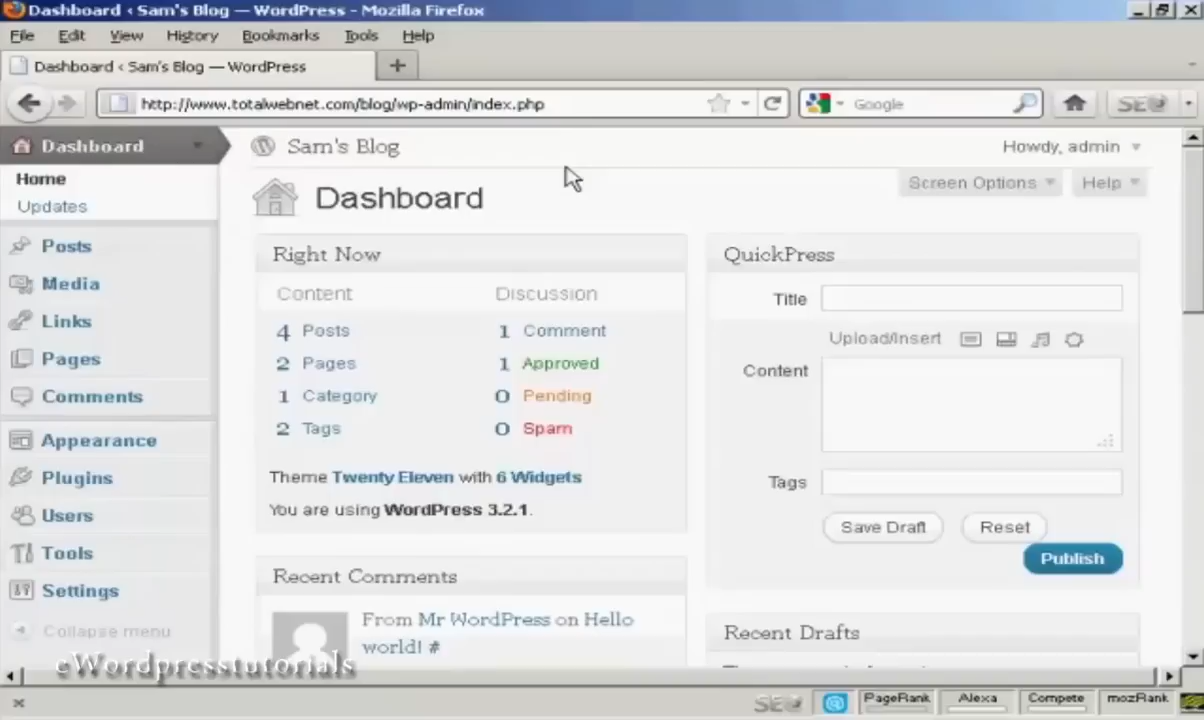 Dashboard ‹ Sam's Blog — WordPress - Mozilla Firefox
File Edit View History Bookmarks Tools Help
Dashboard ‹ Sam's Blog — WordPress +
http://www.totalwebnet.com/blog/wp-admin/index.php Google
Dashboard Sam's Blog Howdy, admin
Home Dashboard Screen Options Help
Updates
Posts Right Now QuickPress
Media Content Discussion Title
Links 4 Posts 1 Comment Upload/Insert
Pages 2 Pages 1 Approved Content
Comments 1 Category 0 Pending
Appearance 2 Tags 0 Spam
Plugins Theme Twenty Eleven with 6 Widgets Tags
Users You are using WordPress 3.2.1. Save Draft Reset
Tools Publish
Settings Recent Comments
Collapse menu From Mr WordPress on Hello Recent Drafts
world! #
eWordpresstutorials
PageRank Alexa Compete mozRank